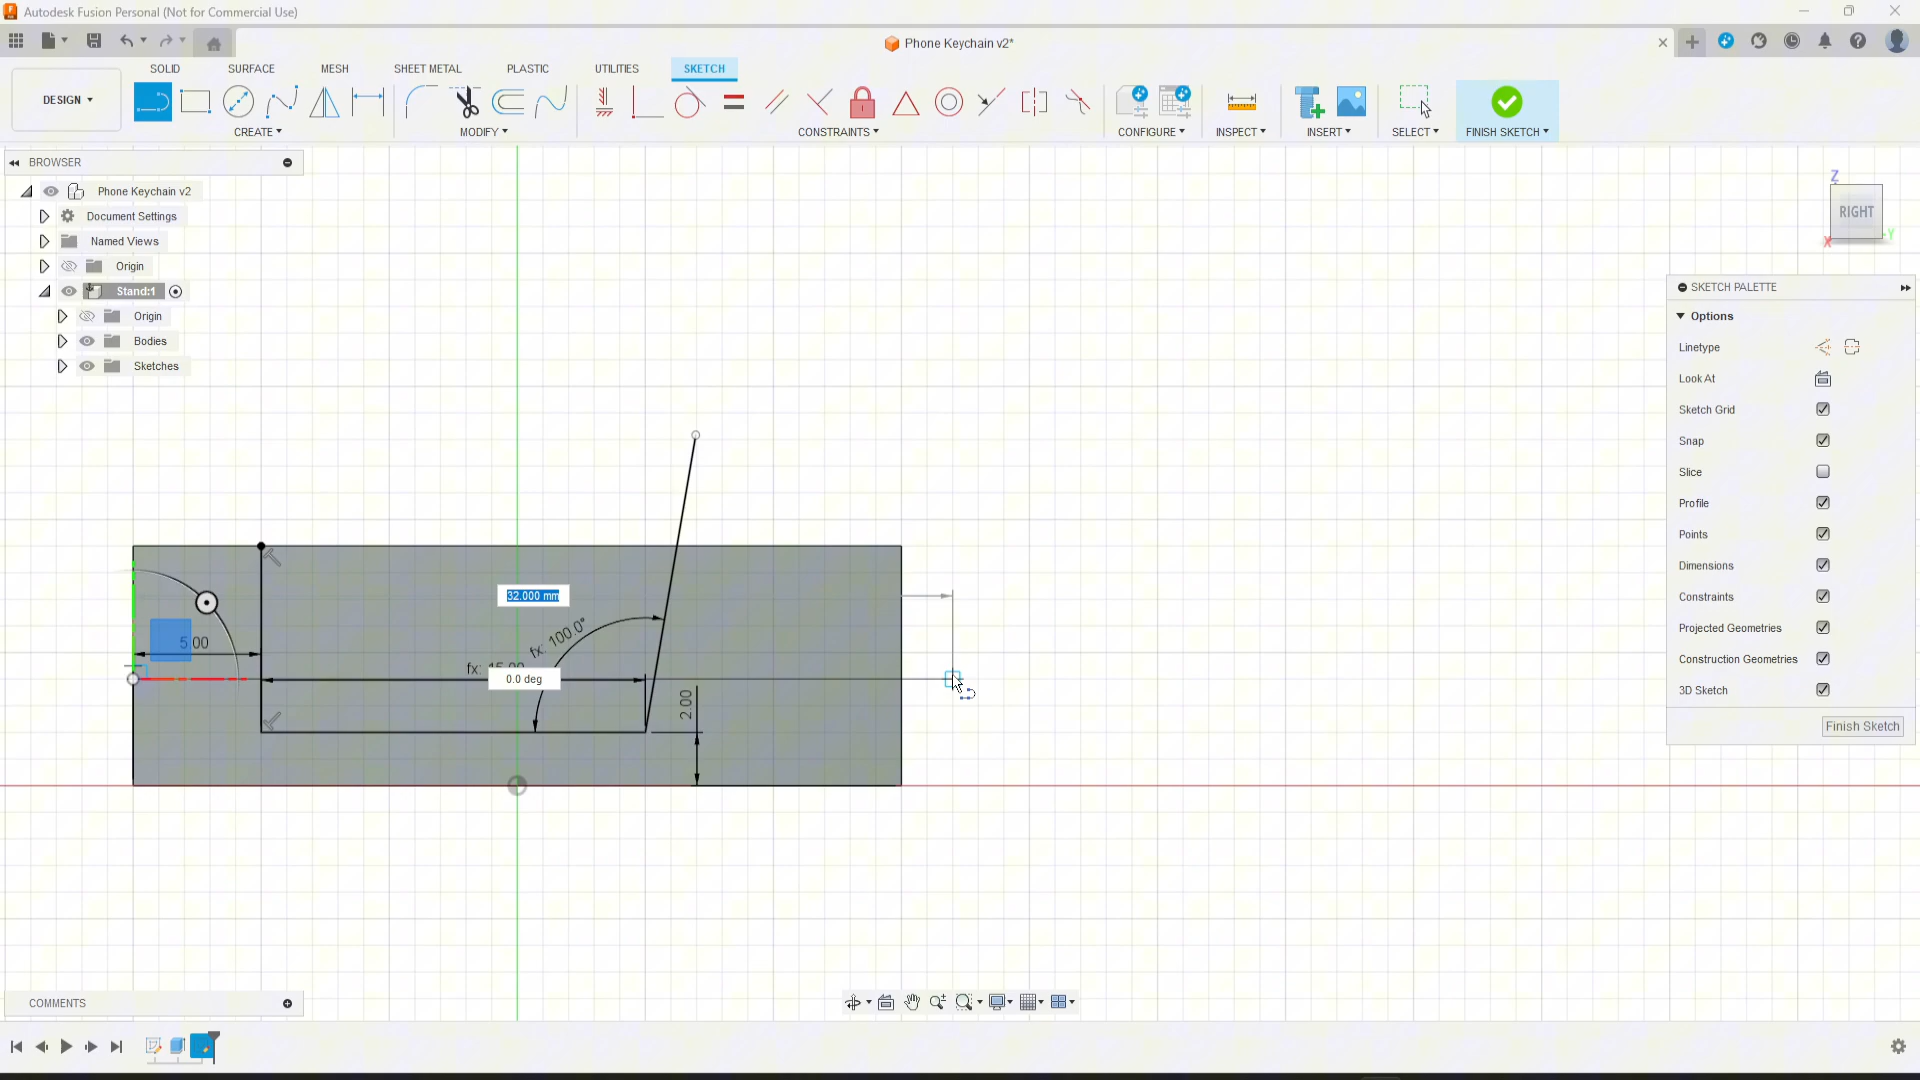 Autodesk Fusion Personal (Not for Commercial Use)
Phone Keychain v2*
DESIGN
SOLID SURFACE MESH SHEET METAL PLASTIC UTILITIES SKETCH
CREATE MODIFY CONSTRAINTS CONFIGURE INSPECT INSERT SELECT FINISH SKETCH
BROWSER
Phone Keychain v2
Document Settings
Named Views
Origin
Stand:1
Origin
Bodies
Sketches
Z
RIGHT
X
Y
SKETCH PALETTE
Options
Linetype
Look At
Sketch Grid
Snap
Slice
Profile
Points
Dimensions
Constraints
Projected Geometries
Construction Geometries
3D Sketch
Finish Sketch
32.000 mm
fx: 100.0°
5.00
fx: 15.00
0.0 deg
2.00
COMMENTS